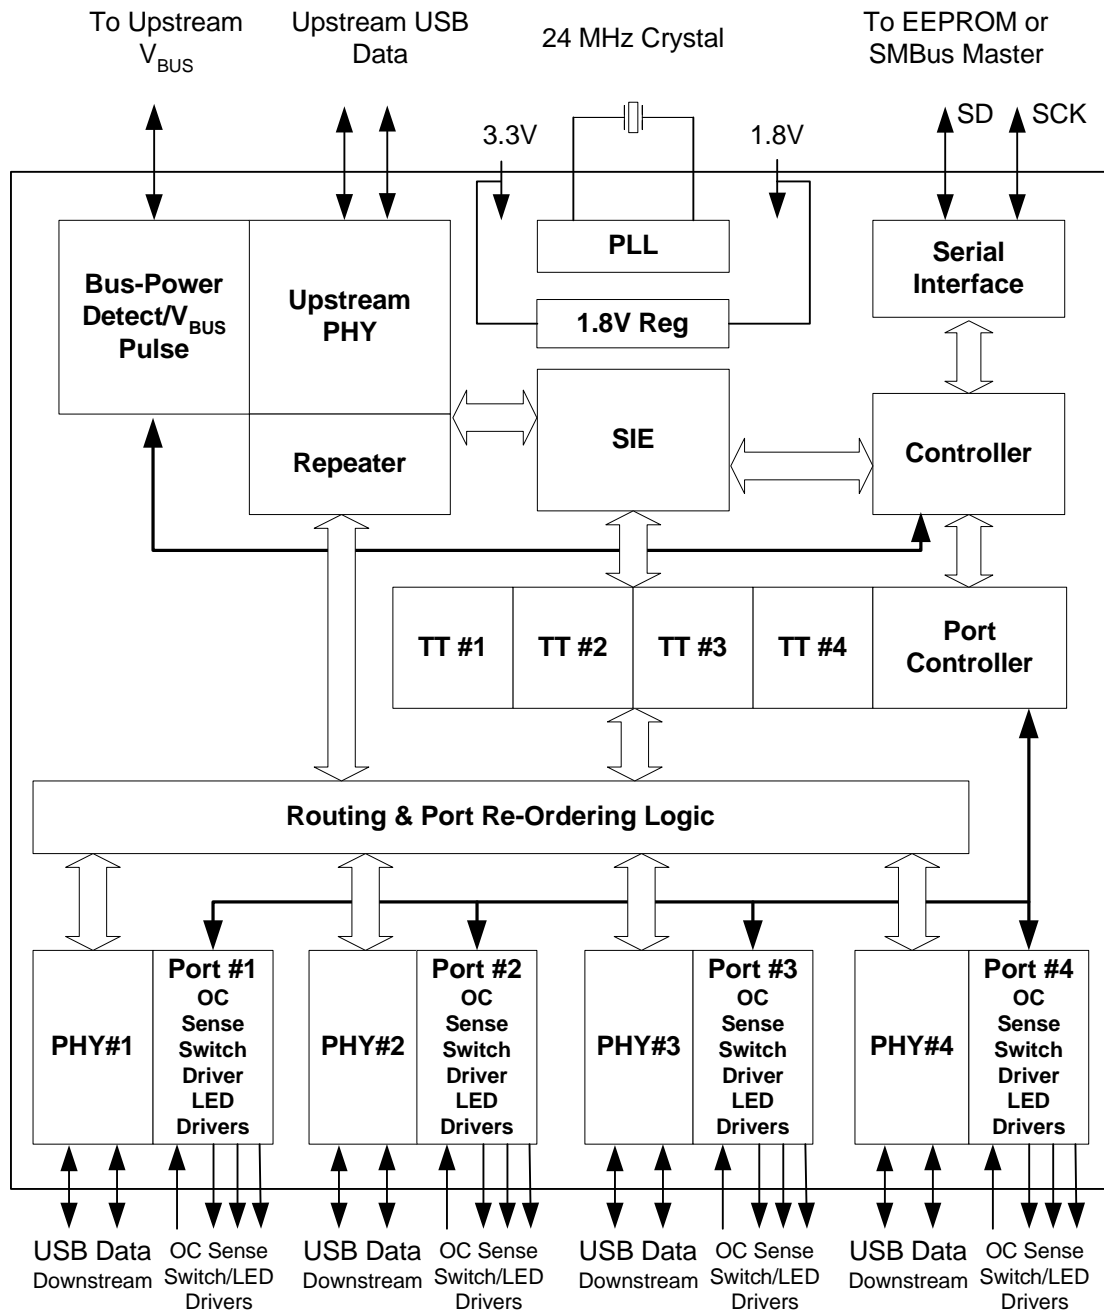 To Upstream
VBUS
Upstream USB
Data
24 MHz Crystal
To EEPROM or
SMBus Master
3.3V
1.8V
SD
SCK
Bus-Power
Detect/VBUS
Pulse
Upstream
PHY
PLL
1.8V Reg
Serial
Interface
Repeater
SIE
Controller
TT #1
TT #2
TT #3
TT #4
Port
Controller
Routing & Port Re-Ordering Logic
PHY#1
Port #1
OC
Sense
Switch
Driver
LED
Drivers
PHY#2
Port #2
OC
Sense
Switch
Driver
LED
Drivers
PHY#3
Port #3
OC
Sense
Switch
Driver
LED
Drivers
PHY#4
Port #4
OC
Sense
Switch
Driver
LED
Drivers
USB Data
Downstream
OC Sense
Switch/LED
Drivers
USB Data
Downstream
OC Sense
Switch/LED
Drivers
USB Data
Downstream
OC Sense
Switch/LED
Drivers
USB Data
Downstream
OC Sense
Switch/LED
Drivers